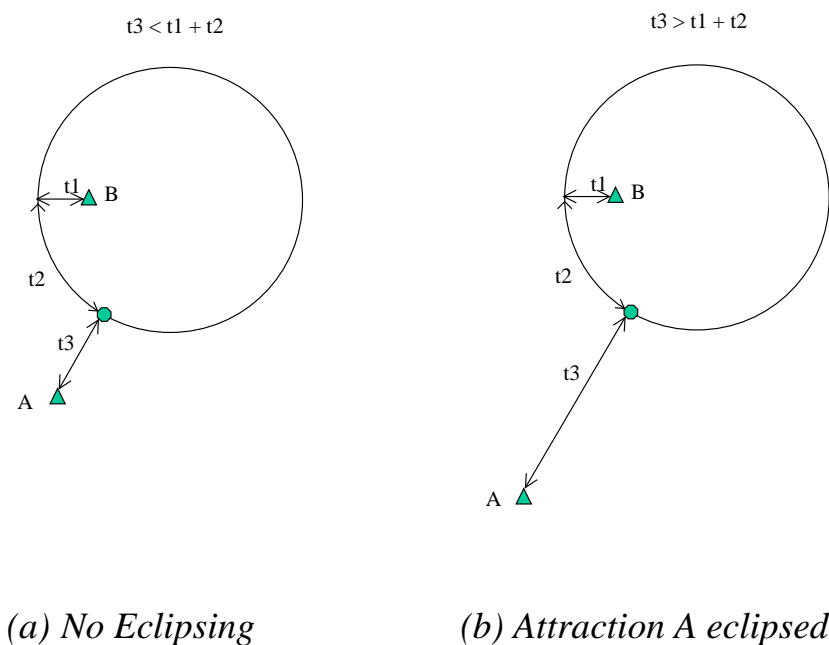 t3 < t1 + t2
t1
B
t2
t3
A
(a) No Eclipsing
t3 > t1 + t2
t1
B
t2
t3
A
(b) Attraction A eclipsed